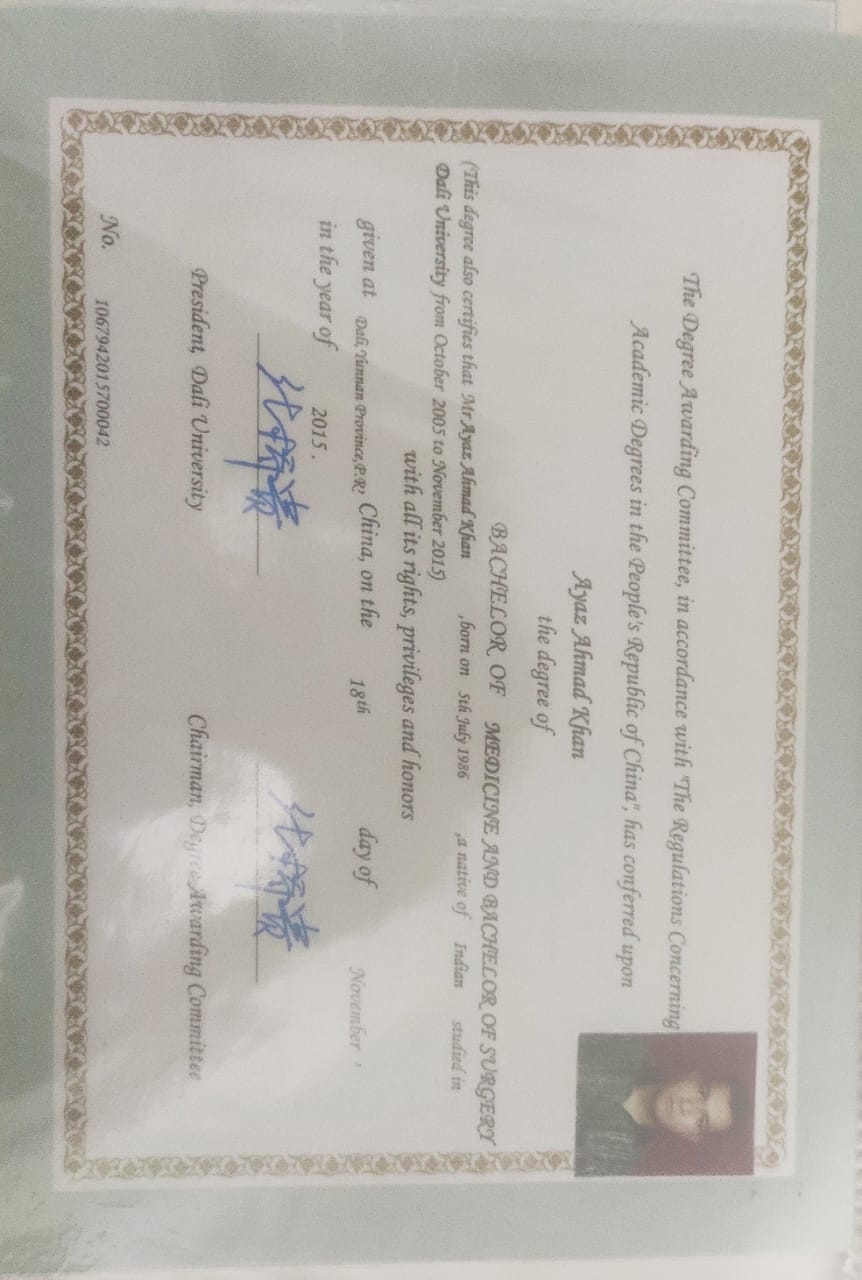 The Degree Awarding Committee, in accordance with "The Regulations Concerning
Academic Degrees in the People's Republic of China", has conferred upon
Ayaz Ahmad Khan
the degree of
BACHELOR OF MEDICINE AND BACHELOR OF SURGERY
(This degree also certifies that Mr Ayaz Ahmad Khan ,born on 5th July 1986 ,a native of Indian studied in
Dali University from October 2005 to November 2015)
with all its rights, privileges and honors
given at Dali, Yunnan Province,P.R. China, on the 18th day of November ,
in the year of 2015 .
President, Dali University Chairman, Degree Awarding Committee
No. 1067942015700042